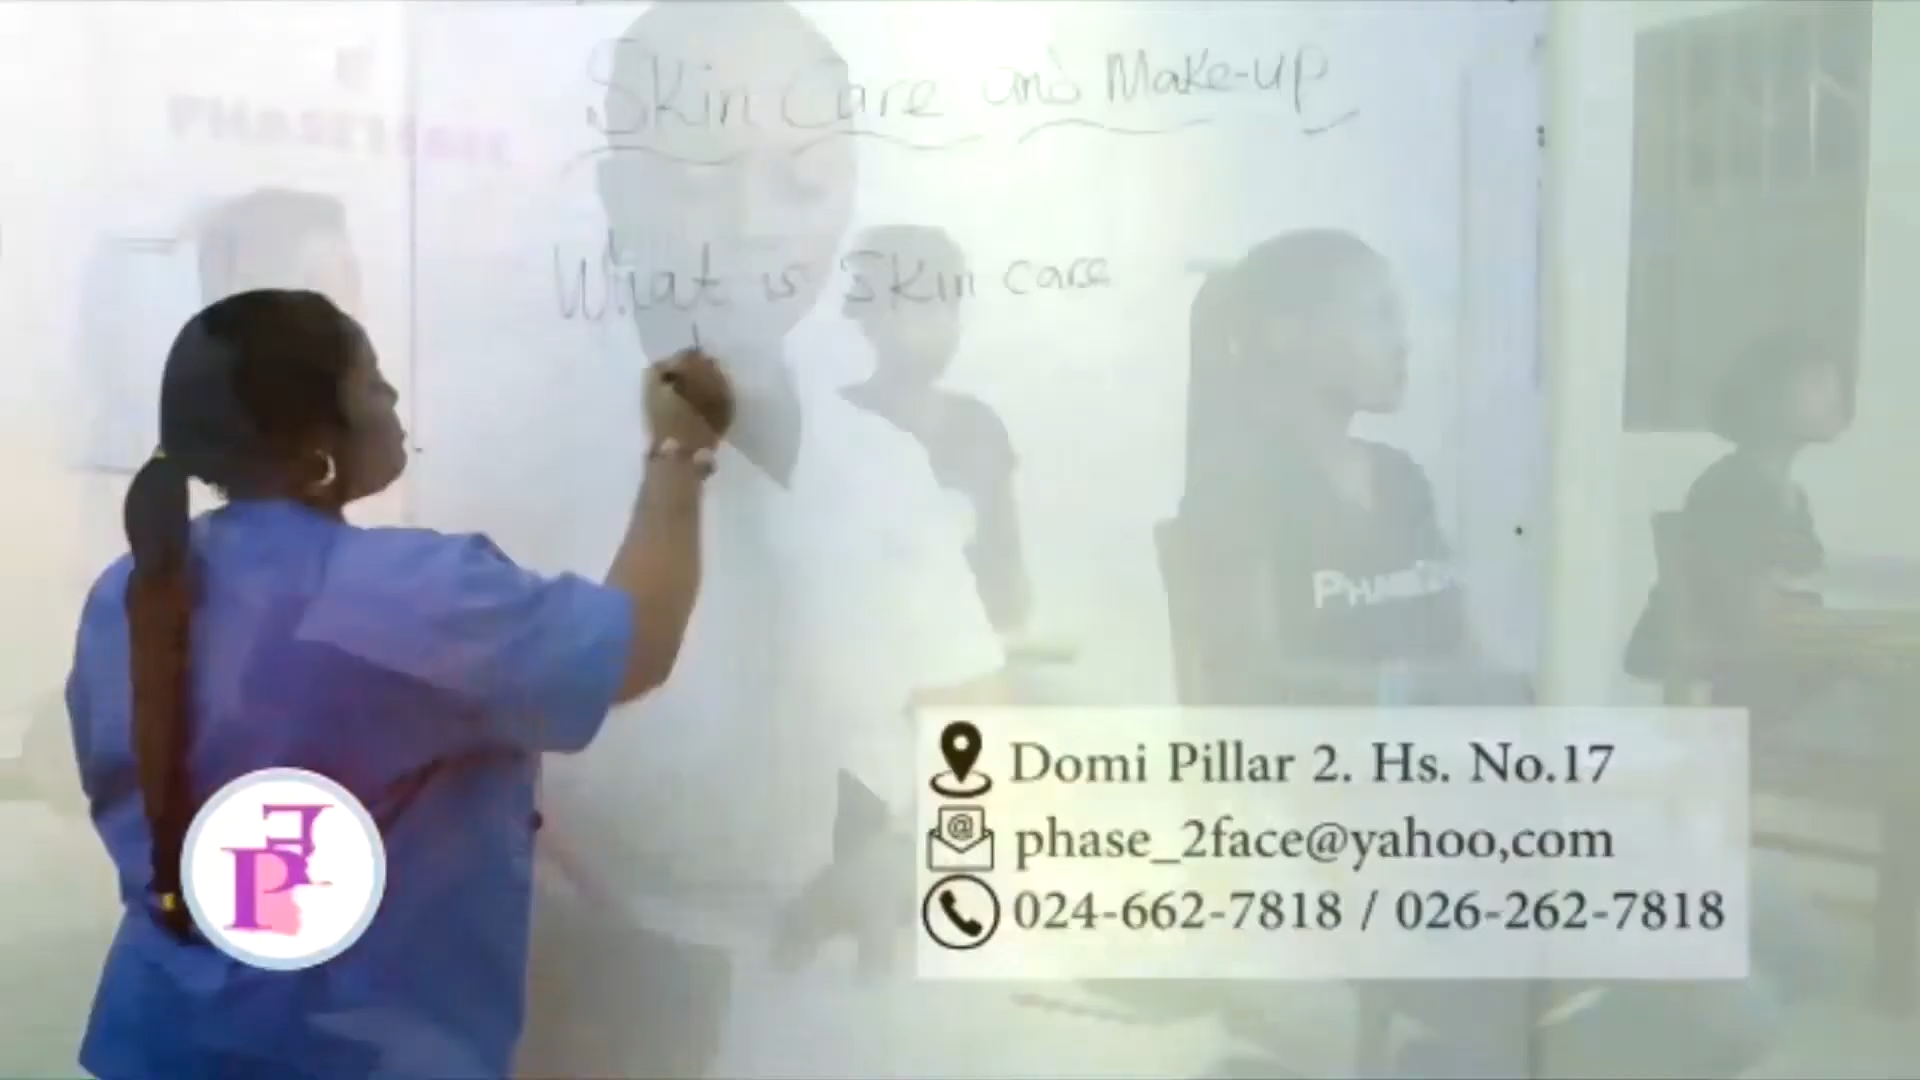 Skin Care and Make-up
What is Skin care
Domi Pillar 2. Hs. No.17
phase_2face@yahoo,com
024-662-7818 / 026-262-7818